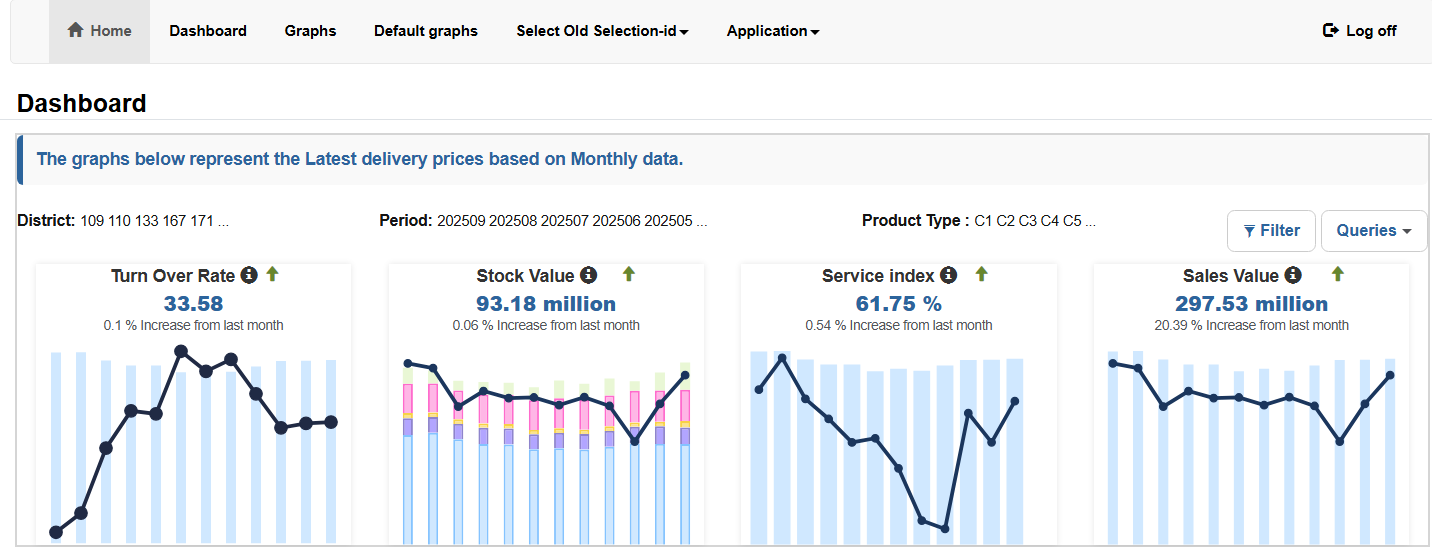 Home Dashboard Graphs Default graphs Select Old Selection-id Application Log off
Dashboard
The graphs below represent the Latest delivery prices based on Monthly data.
District: 109 110 133 167 171 ... Period: 202509 202508 202507 202506 202505 ... Product Type : C1 C2 C3 C4 C5 ... Filter Queries
Turn Over Rate
33.58
0.1 % Increase from last month
Stock Value
93.18 million
0.06 % Increase from last month
Service index
61.75 %
0.54 % Increase from last month
Sales Value
297.53 million
20.39 % Increase from last month